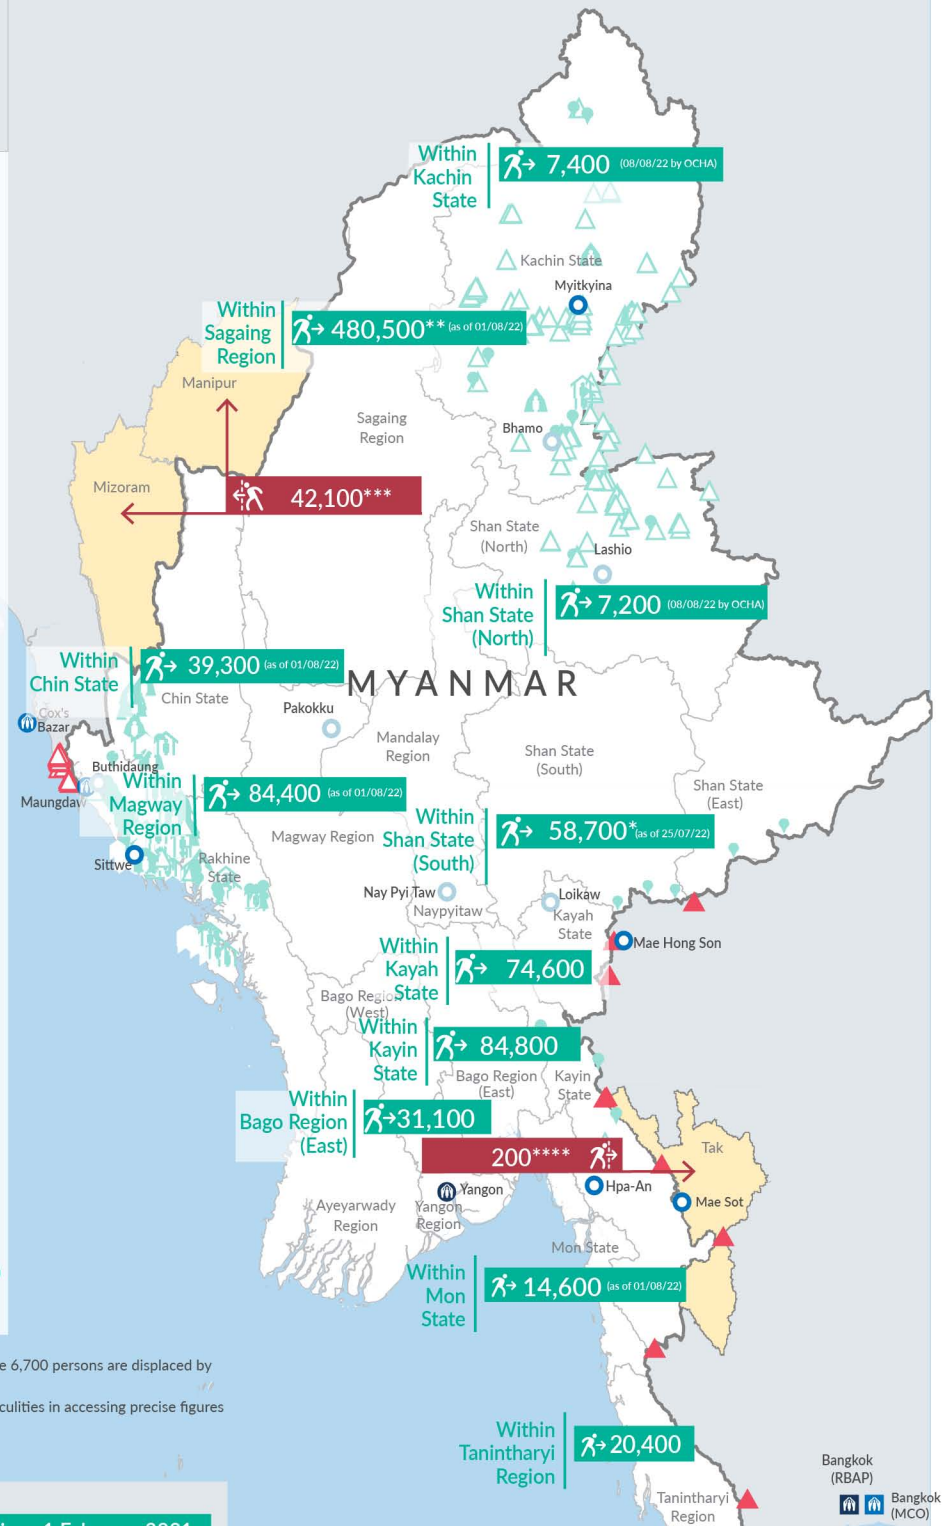 Within
Kachin
State
7,400 (08/08/22 by OCHA)
Kachin State
Myitkyina
Within
Sagaing
Region
480,500** (as of 01/08/22)
Manipur
Sagaing
Region
Bhamo
Mizoram
42,100***
Shan State
(North)
Lashio
Within
Shan State
(North)
7,200 (08/08/22 by OCHA)
Within
Chin State
39,300 (as of 01/08/22)
MYANMAR
Chin State
Pakokku
Cox's
Bazar
Mandalay
Region
Shan State
(South)
Buthidaung
Maungdaw
Within
Magway
Region
84,400 (as of 01/08/22)
Shan State
(East)
Within
Shan State
(South)
58,700* (as of 25/07/22)
Magway Region
Sittwe
Rakhine
State
Nay Pyi Taw
Naypyitaw
Loikaw
Kayah
State
Mae Hong Son
Within
Kayah
State
74,600
Bago Region
(West)
Within
Kayin
State
84,800
Bago Region
(East)
Kayin
State
Within
Bago Region
(East)
31,100
200****
Tak
Hpa-An
Mae Sot
Yangon
Yangon
Region
Ayeyarwady
Region
Mon State
Within
Mon
State
14,600 (as of 01/08/22)
6,700 persons are displaced by
in accessing precise figures
Within
Tanintharyi
Region
20,400
Tanintharyi
Region
Bangkok
(RBAP)
Bangkok
(MCO)